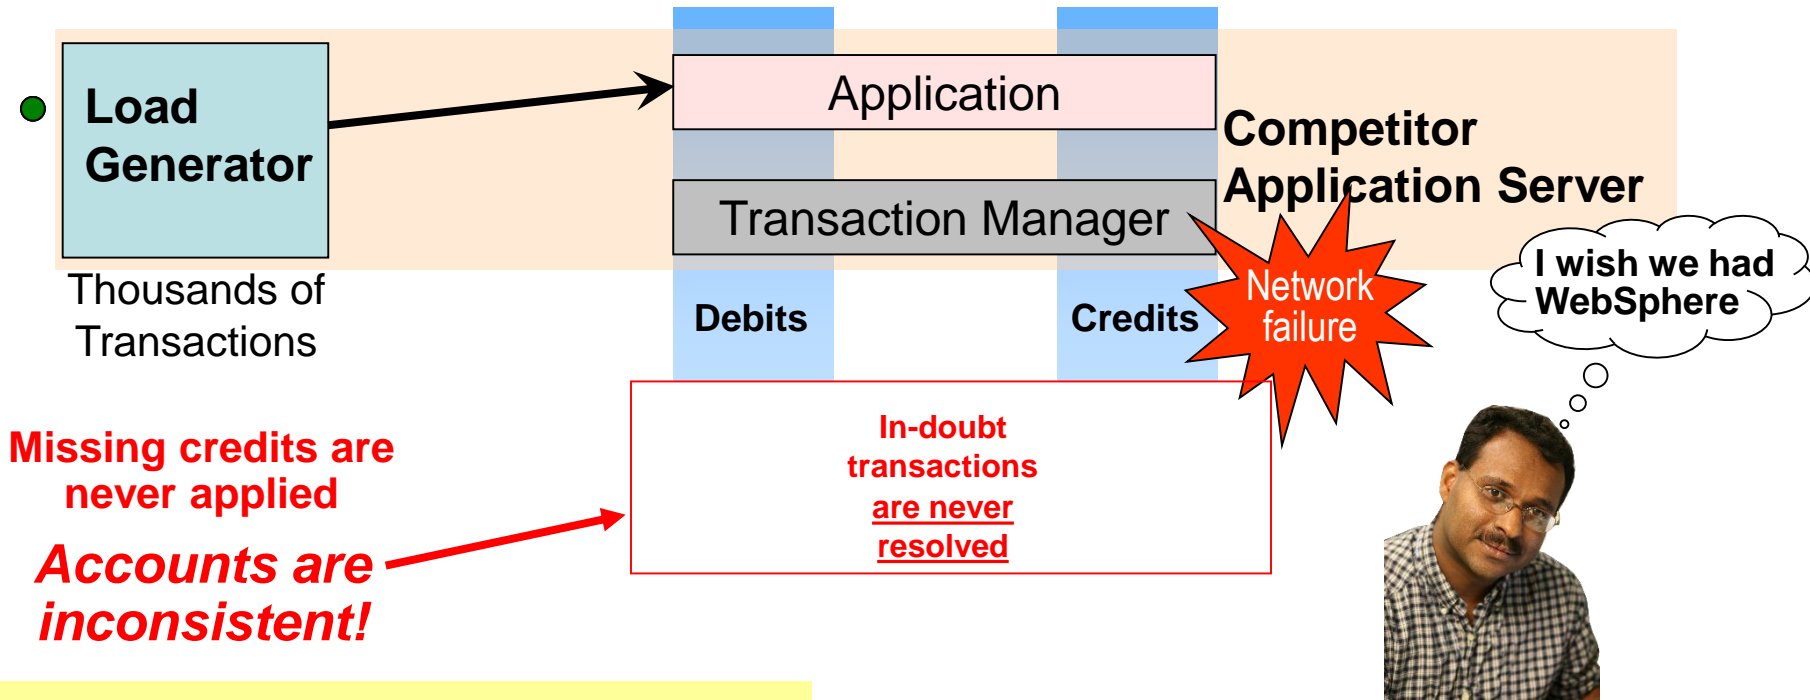 Load
Generator
Application
Competitor
Application Server
Transaction Manager
Thousands of
Transactions
Debits
Credits
Network
failure
I wish we had
WebSphere
Missing credits are
never applied
Accounts are
inconsistent!
In-doubt
transactions
are never
resolved